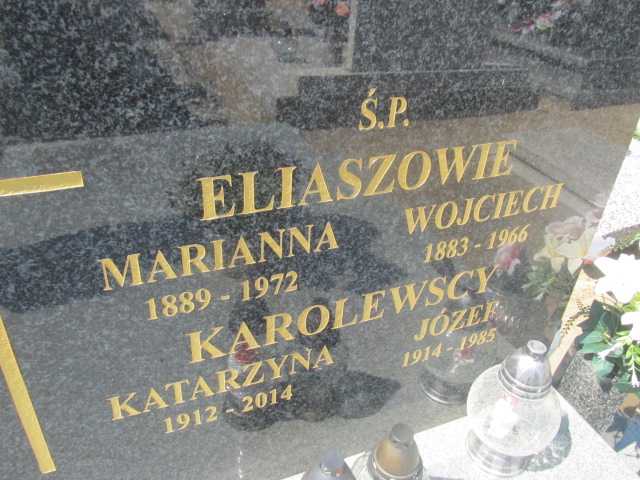 Ś.P.
ELIASZOWIE
MARIANNA WOJCIECH
1889 - 1972 1883 - 1966
KAROLEWSCY
KATARZYNA JÓZEF
1912 - 2014 1914 - 1985